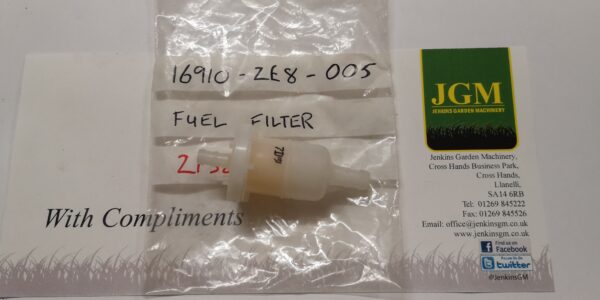 16910-ZE8-005
FUEL FILTER
With Compliments
JGM
JENKINS GARDEN MACHINERY
Jenkins Garden Machinery,
Cross Hands Business Park,
Cross Hands,
Llanelli,
SA14 6RB
Tel: 01269 845222
Fax: 01269 845526
Email: office@jenkinsgm.co.uk
www.jenkinsgm.co.uk
Find us on
Facebook
twitter
@JenkinsGM